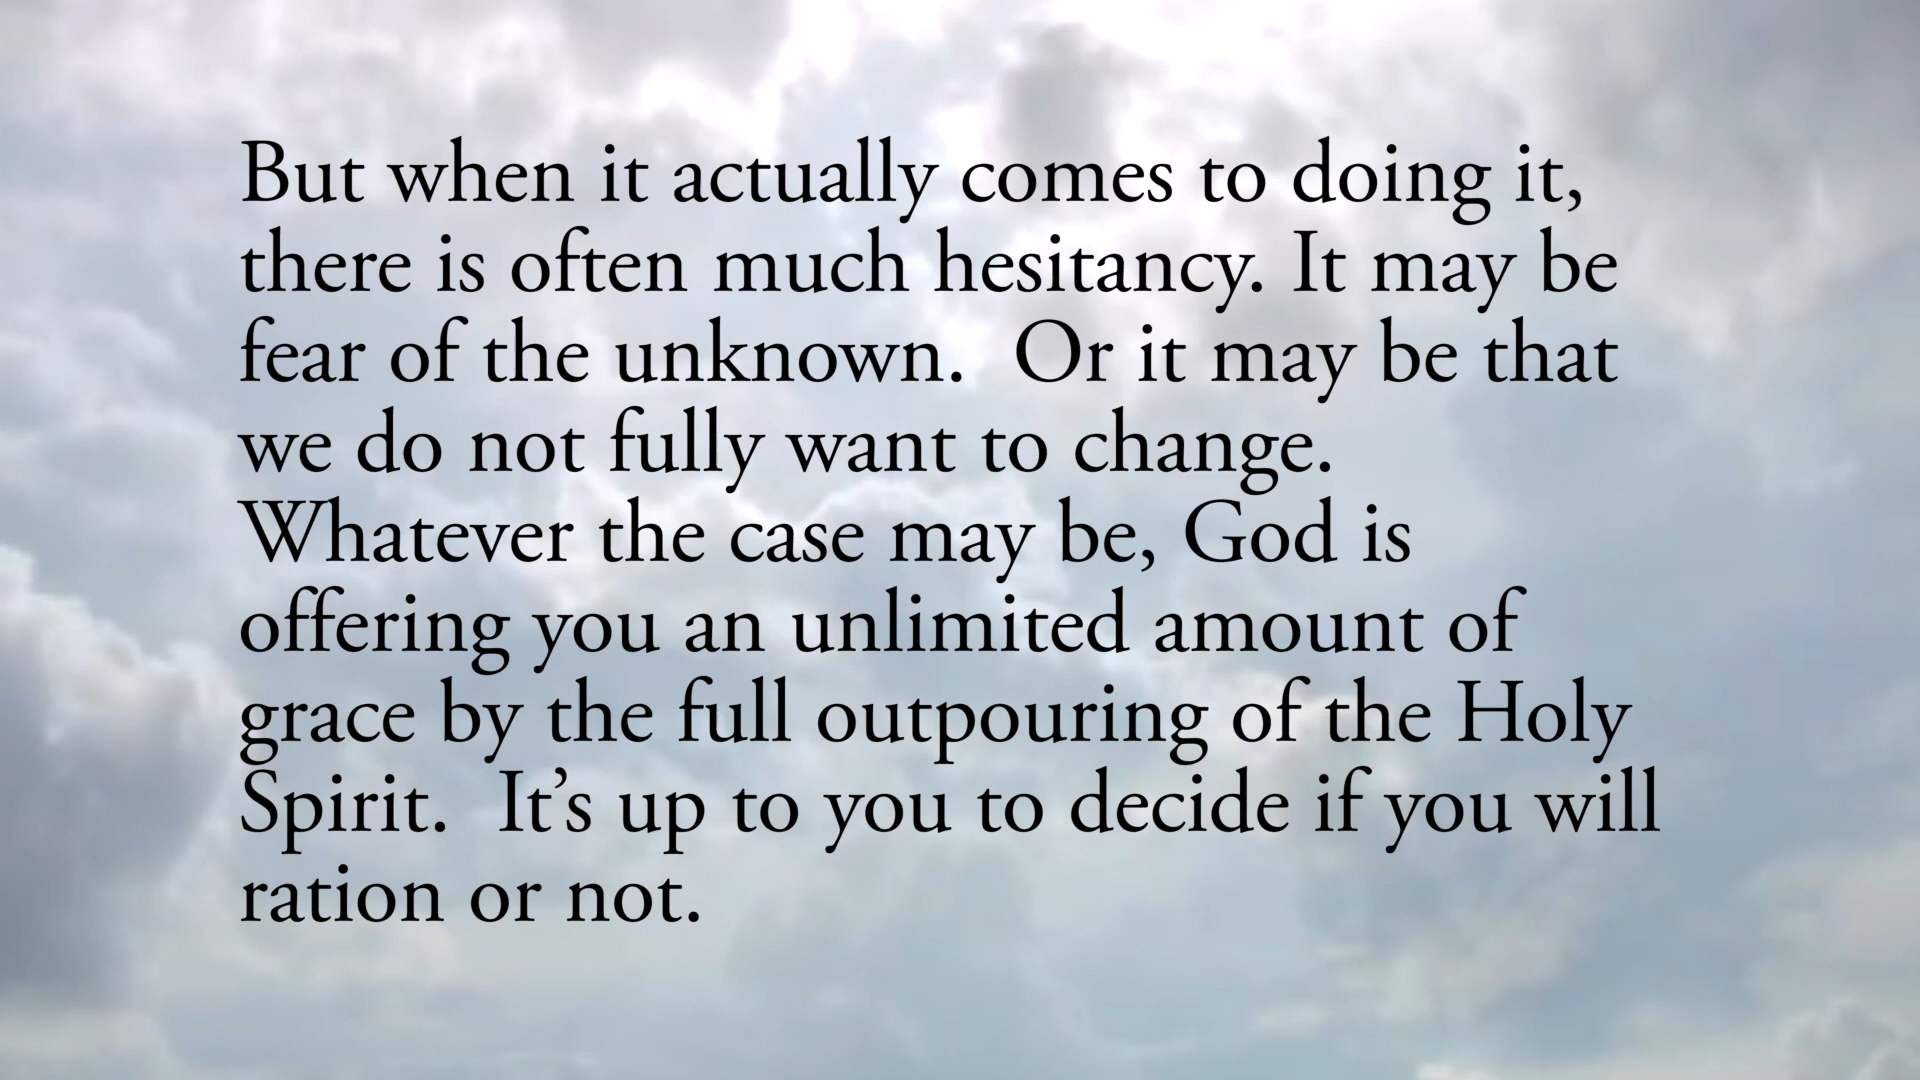 But when it actually comes to doing it,
there is often much hesitancy. It may be
fear of the unknown.  Or it may be that
we do not fully want to change.
Whatever the case may be, God is
offering you an unlimited amount of
grace by the full outpouring of the Holy
Spirit.  It’s up to you to decide if you will
ration or not.